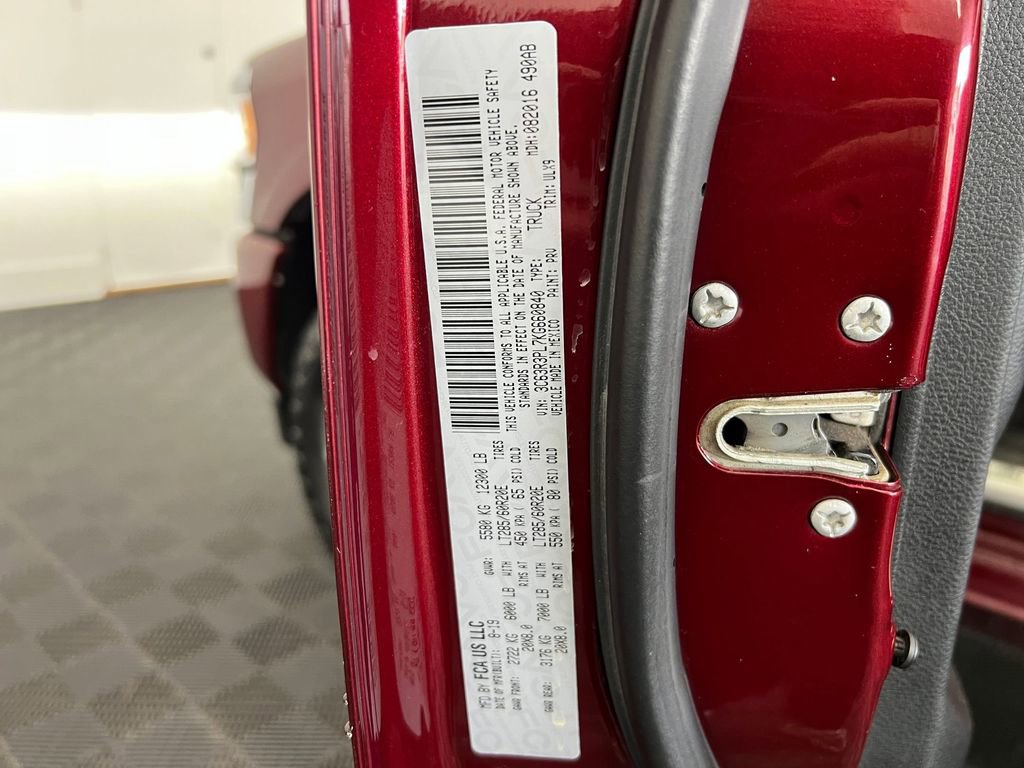 MFD BY FCA US LLC
DATE OF MFR(BUILT): 8-19 GVWR: 5580 KG 12300 LB
GAWR FRONT: 2722 KG 6000 LB WITH LT285/60R20E TIRES
20X8.0 RIMS AT 450 KPA ( 65 PSI) COLD
GAWR REAR: 3176 KG 7000 LB WITH LT285/60R20E TIRES
20X8.0 RIMS AT 550 KPA ( 80 PSI) COLD
THIS VEHICLE CONFORMS TO ALL APPLICABLE U.S.A. FEDERAL MOTOR VEHICLE SAFETY
STANDARDS IN EFFECT ON THE DATE OF MANUFACTURE SHOWN ABOVE.
VIN: 3C63R3PL7KG660840 TYPE: TRUCK MDH:082016 490AB
VEHICLE MADE IN MEXICO PAINT: PRV TRIM: ULX9